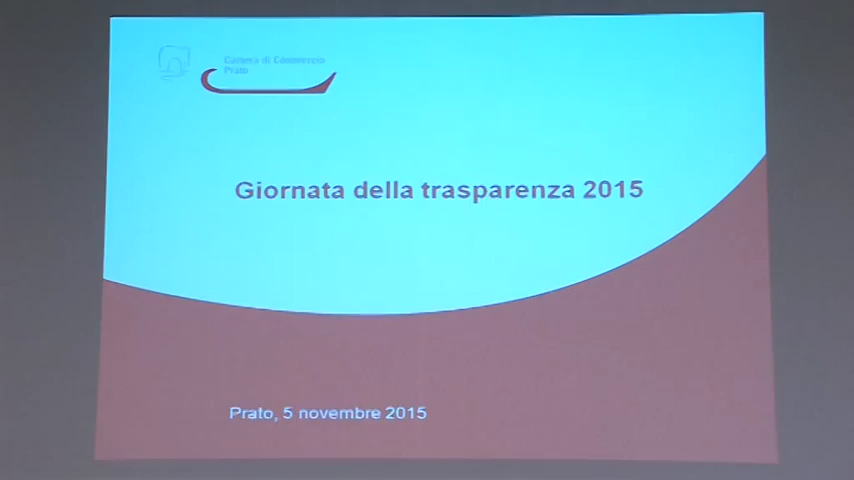 Camera di Commercio
Prato
Giornata della trasparenza 2015
Prato, 5 novembre 2015